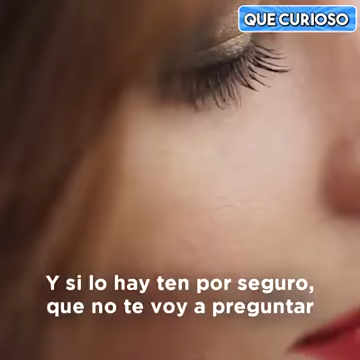 QUE CURIOSO
Y si lo hay ten por seguro,
que no te voy a preguntar